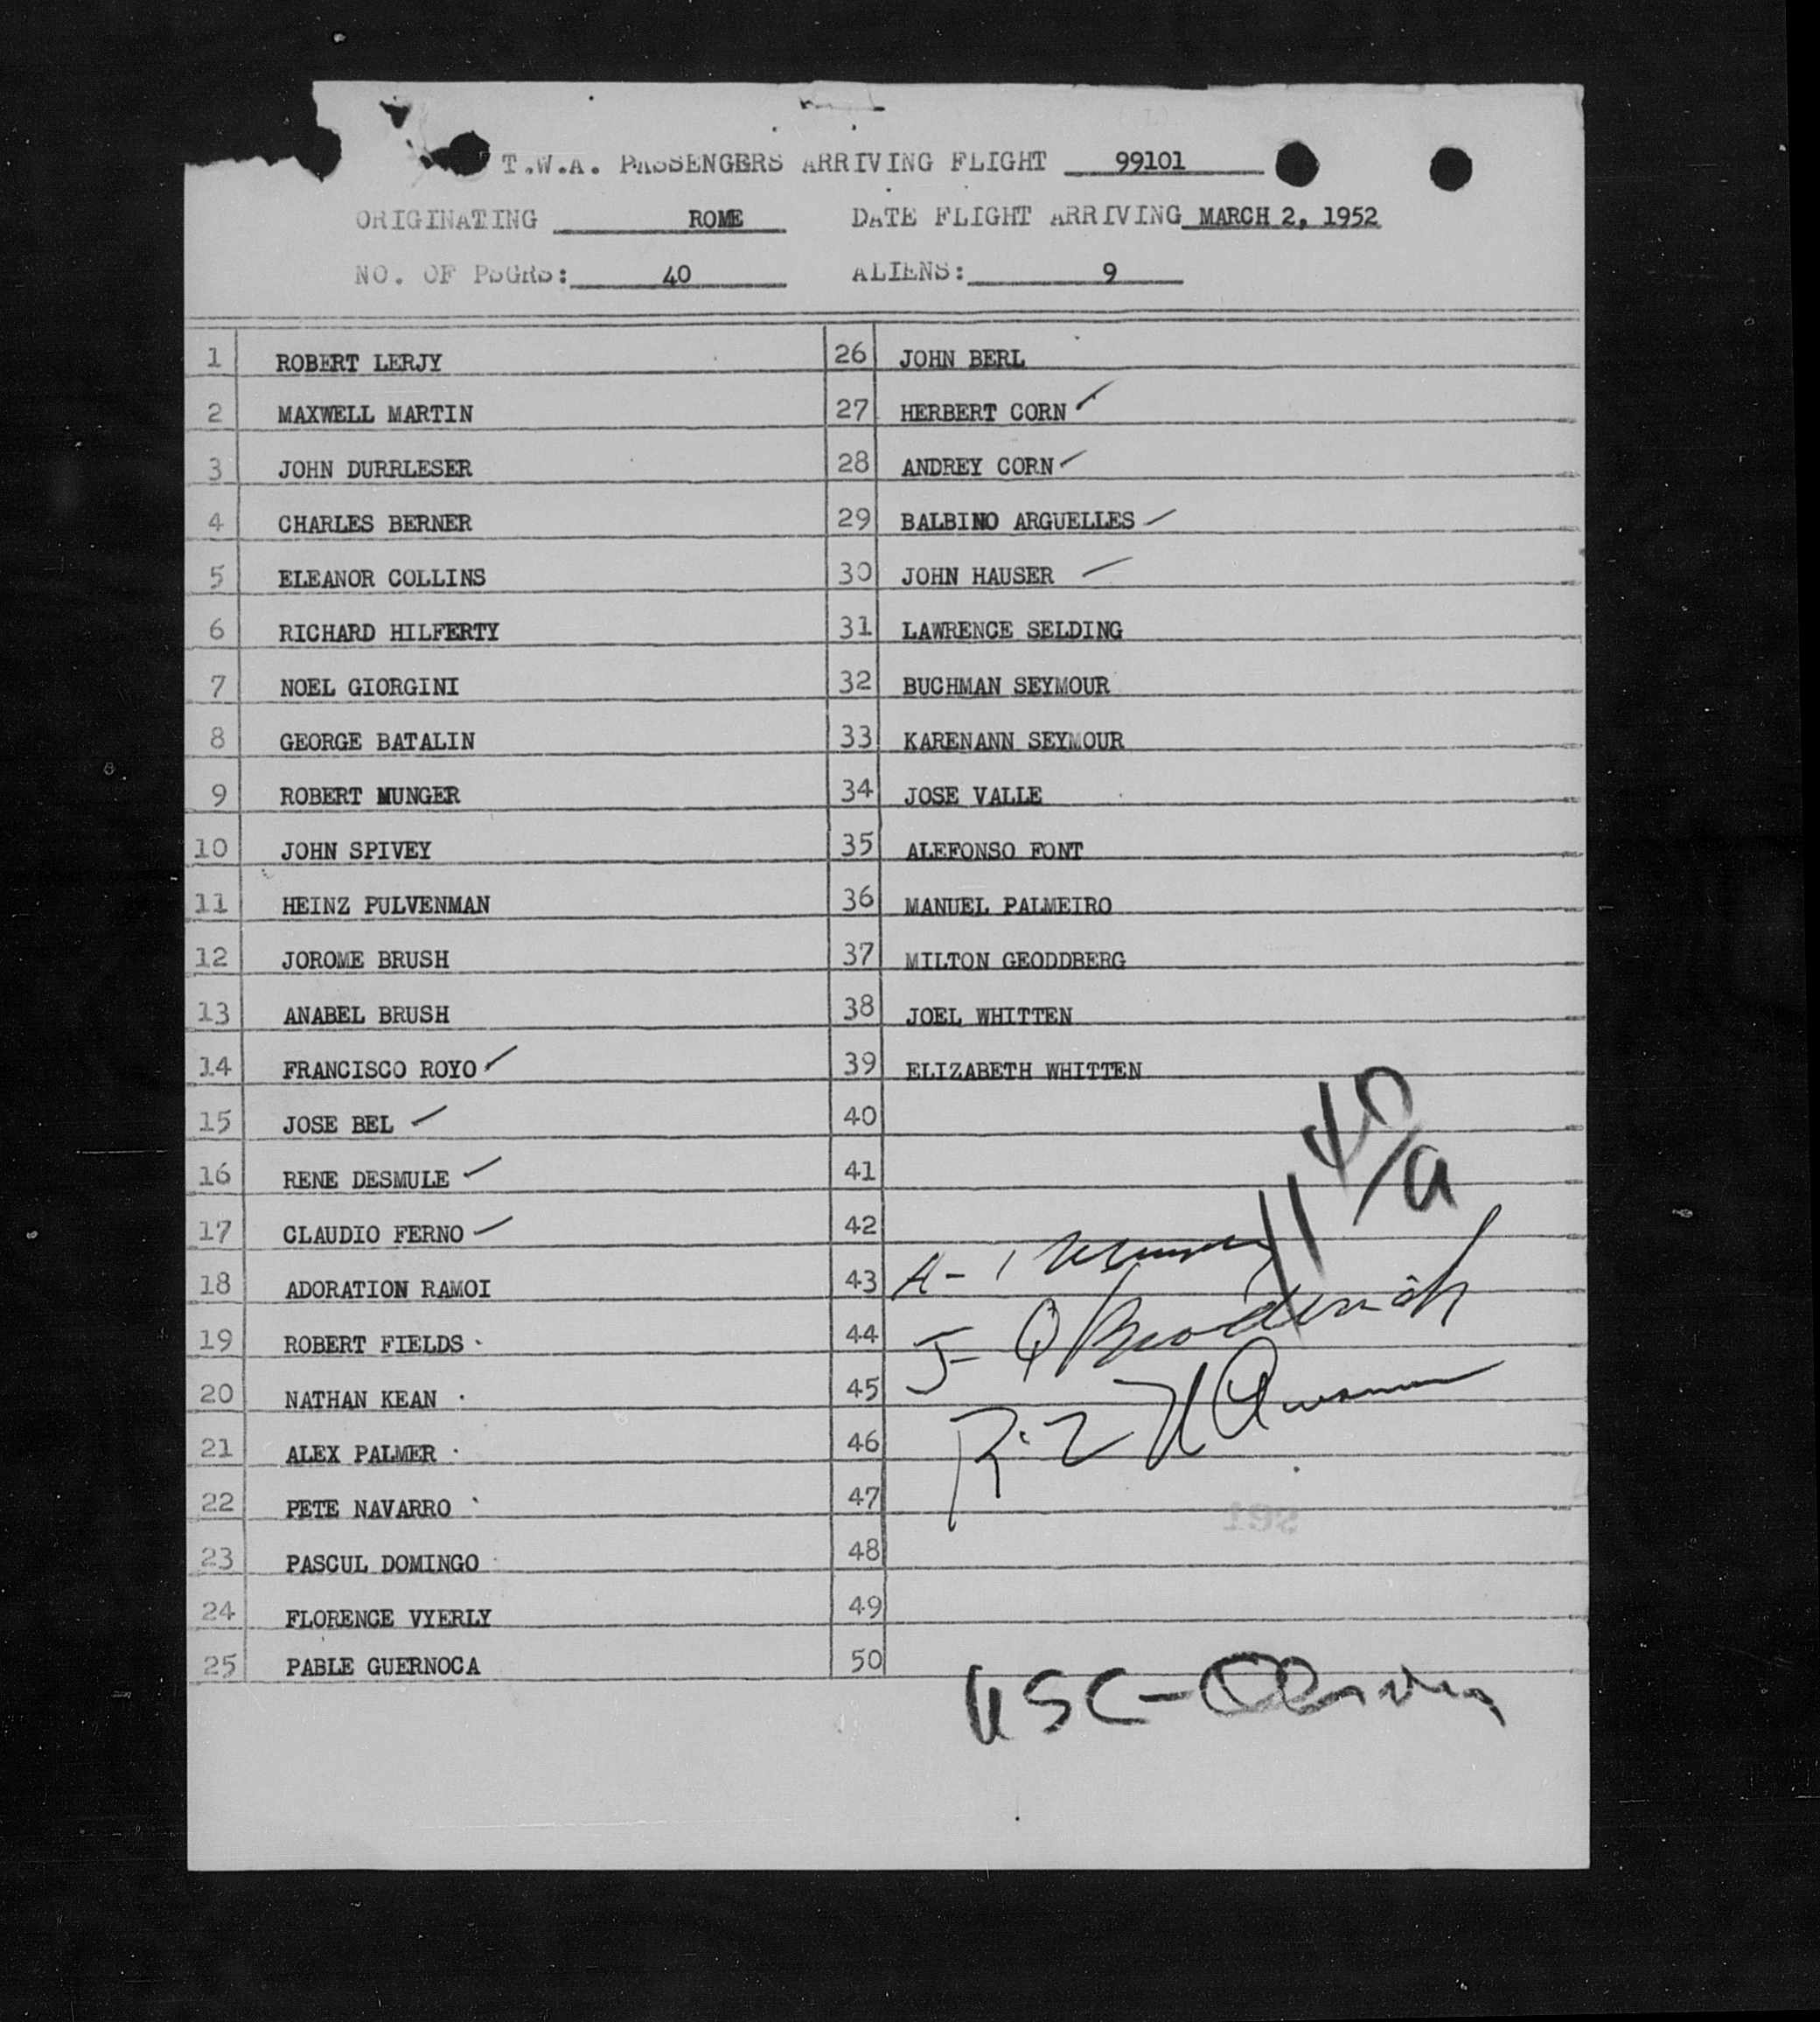 T.W.A. PASSENGERS ARRIVING FLIGHT 99101
ORIGINATING ROME DATE FLIGHT ARRIVING MARCH 2, 1952
NO. OF PSGRS: 40 ALIENS: 9
1 ROBERT LERJY
2 MAXWELL MARTIN
3 JOHN DURRLESER
4 CHARLES BERNER
5 ELEANOR COLLINS
6 RICHARD HILFERTY
7 NOEL GIORGINI
8 GEORGE BATALIN
9 ROBERT MUNGER
10 JOHN SPIVEY
11 HEINZ PULVENMAN
12 JOROME BRUSH
13 ANABEL BRUSH
14 FRANCISCO ROYO
15 JOSE BEL
16 RENE DESMULE
17 CLAUDIO FERNO
18 ADORATION RAMOI
19 ROBERT FIELDS
20 NATHAN KEAN
21 ALEX PALMER
22 PETE NAVARRO
23 PASCUL DOMINGO
24 FLORENCE VYERLY
25 PABLE GUERNOCA
26 JOHN BERL
27 HERBERT CORN
28 ANDREY CORN
29 BALBINO ARGUELLES
30 JOHN HAUSER
31 LAWRENCE SELDING
32 BUCHMAN SEYMOUR
33 KARENANN SEYMOUR
34 JOSE VALLE
35 ALEFONSO FONT
36 MANUEL PALMEIRO
37 MILTON GEODDBERG
38 JOEL WHITTEN
39 ELIZABETH WHITTEN
40
41
42
43
44
45
46
47
48
49
50
40/a
11
A-1
J- Broderick
R-2
USC-